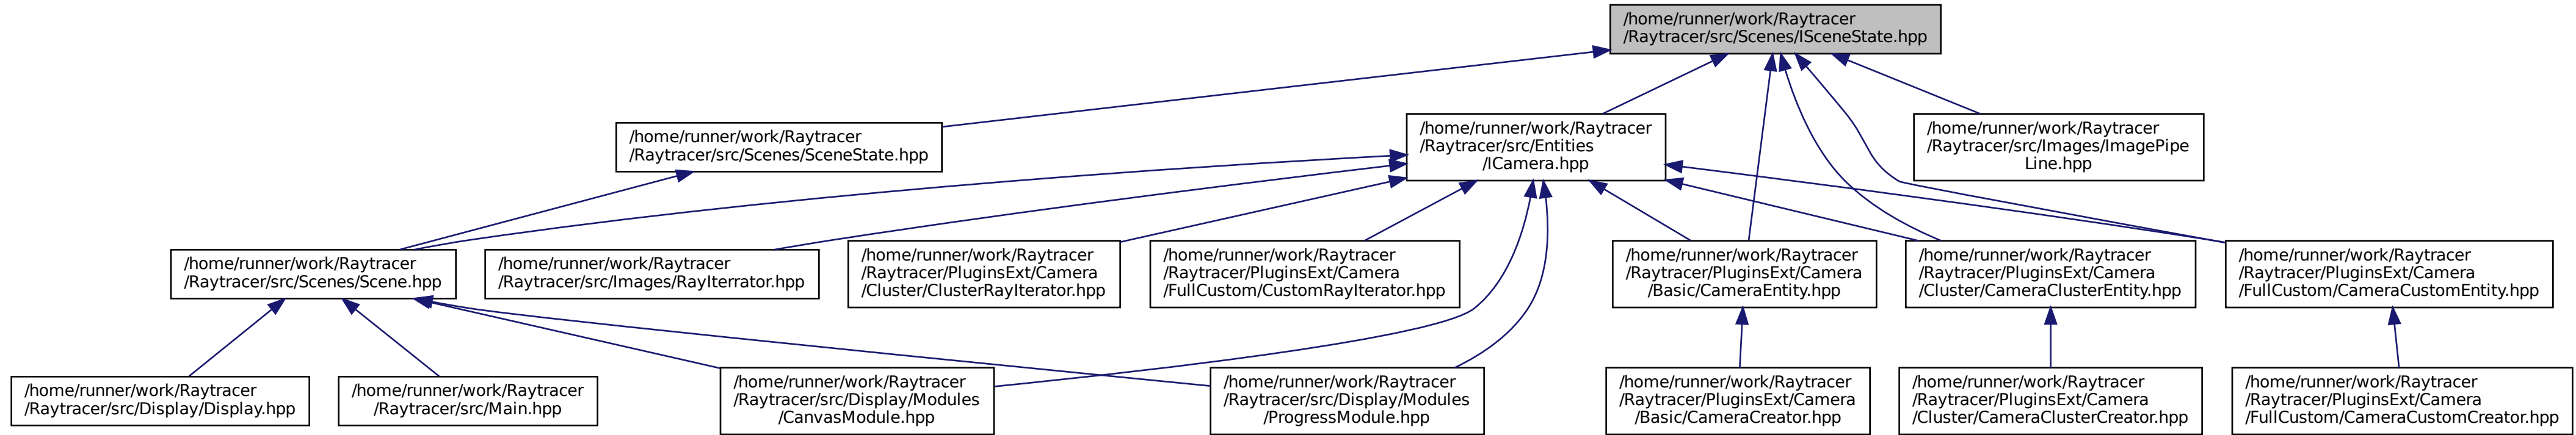 /home/runner/work/Raytracer
/Raytracer/src/Scenes/ISceneState.hpp
/home/runner/work/Raytracer
/Raytracer/src/Scenes/SceneState.hpp
/home/runner/work/Raytracer
/Raytracer/src/Entities
/ICamera.hpp
/home/runner/work/Raytracer
/Raytracer/src/Images/ImagePipe
Line.hpp
/home/runner/work/Raytracer
/Raytracer/src/Scenes/Scene.hpp
/home/runner/work/Raytracer
/Raytracer/src/Images/RayIterrator.hpp
/home/runner/work/Raytracer
/Raytracer/PluginsExt/Camera
/Cluster/ClusterRayIterator.hpp
/home/runner/work/Raytracer
/Raytracer/PluginsExt/Camera
/FullCustom/CustomRayIterator.hpp
/home/runner/work/Raytracer
/Raytracer/PluginsExt/Camera
/Basic/CameraEntity.hpp
/home/runner/work/Raytracer
/Raytracer/PluginsExt/Camera
/Cluster/CameraClusterEntity.hpp
/home/runner/work/Raytracer
/Raytracer/PluginsExt/Camera
/FullCustom/CameraCustomEntity.hpp
/home/runner/work/Raytracer
/Raytracer/src/Display/Display.hpp
/home/runner/work/Raytracer
/Raytracer/src/Main.hpp
/home/runner/work/Raytracer
/Raytracer/src/Display/Modules
/CanvasModule.hpp
/home/runner/work/Raytracer
/Raytracer/src/Display/Modules
/ProgressModule.hpp
/home/runner/work/Raytracer
/Raytracer/PluginsExt/Camera
/Basic/CameraCreator.hpp
/home/runner/work/Raytracer
/Raytracer/PluginsExt/Camera
/Cluster/CameraClusterCreator.hpp
/home/runner/work/Raytracer
/Raytracer/PluginsExt/Camera
/FullCustom/CameraCustomCreator.hpp